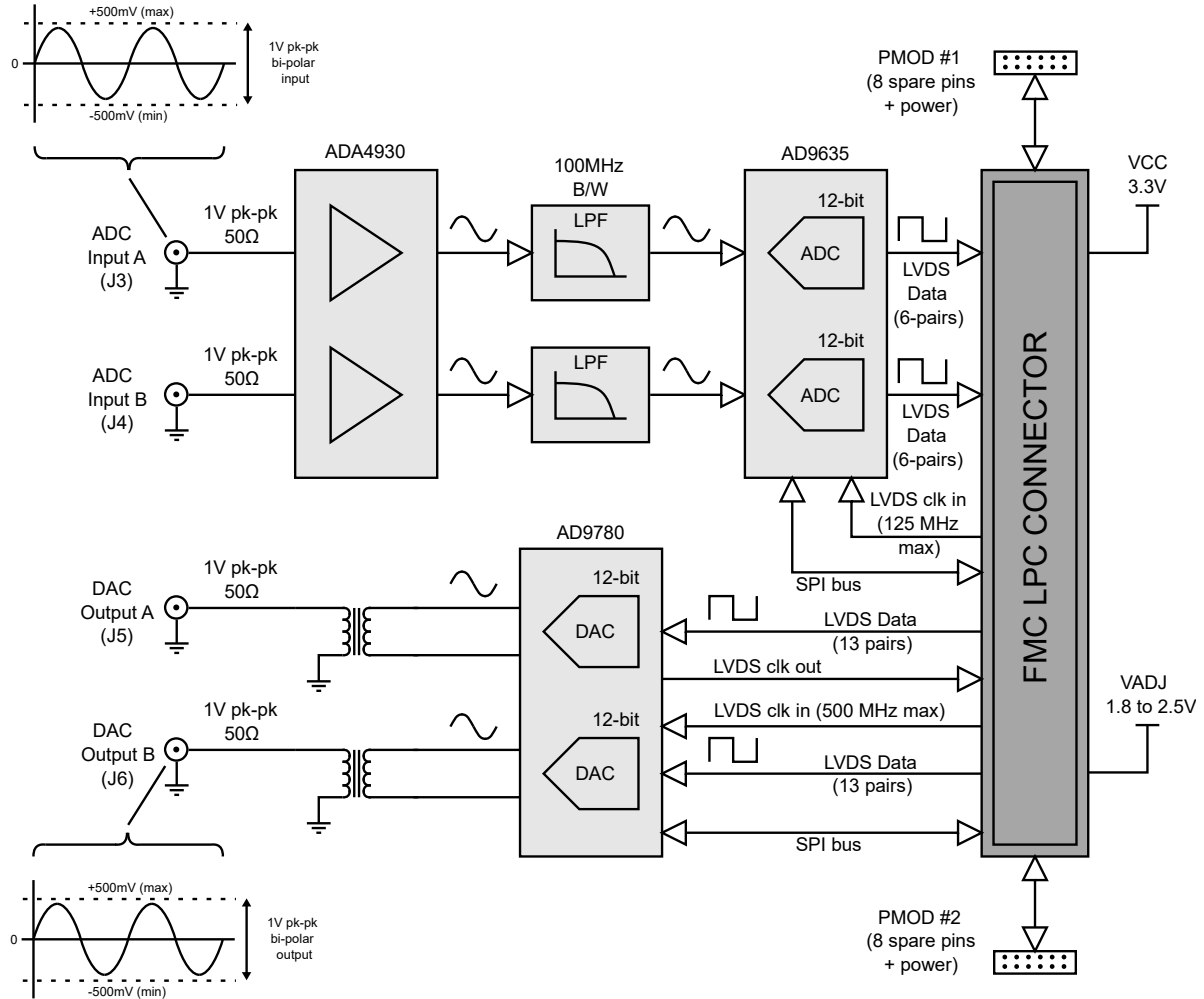 +500mV (max)
0
1V pk-pk
bi-polar
input
-500mV (min)
PMOD #1
(8 spare pins
+ power)
ADA4930
100MHz
B/W
AD9635
VCC
3.3V
ADC
Input A
(J3)
1V pk-pk
50Ω
LPF
12-bit
ADC
LVDS
Data
(6-pairs)
ADC
Input B
(J4)
1V pk-pk
50Ω
LPF
12-bit
ADC
LVDS
Data
(6-pairs)
FMC LPC CONNECTOR
LVDS clk in
(125 MHz
max)
SPI bus
AD9780
DAC
Output A
(J5)
1V pk-pk
50Ω
12-bit
DAC
LVDS Data
(13 pairs)
LVDS clk out
VADJ
1.8 to 2.5V
DAC
Output B
(J6)
1V pk-pk
50Ω
12-bit
DAC
LVDS clk in (500 MHz max)
LVDS Data
(13 pairs)
SPI bus
+500mV (max)
0
1V pk-pk
bi-polar
output
-500mV (min)
PMOD #2
(8 spare pins
+ power)